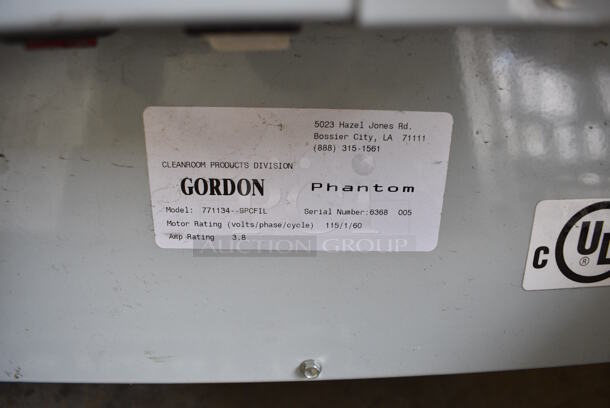 5023 Hazel Jones Rd.
Bossier City, LA 71111
(888) 315-1561
CLEANROOM PRODUCTS DIVISION
GORDON Phantom
Model: 771134--SPCFIL Serial Number:6368 005
Motor Rating (volts/phase/cycle) 115/1/60
Amp Rating 3.8
AUCTION GROUP
C UL ®